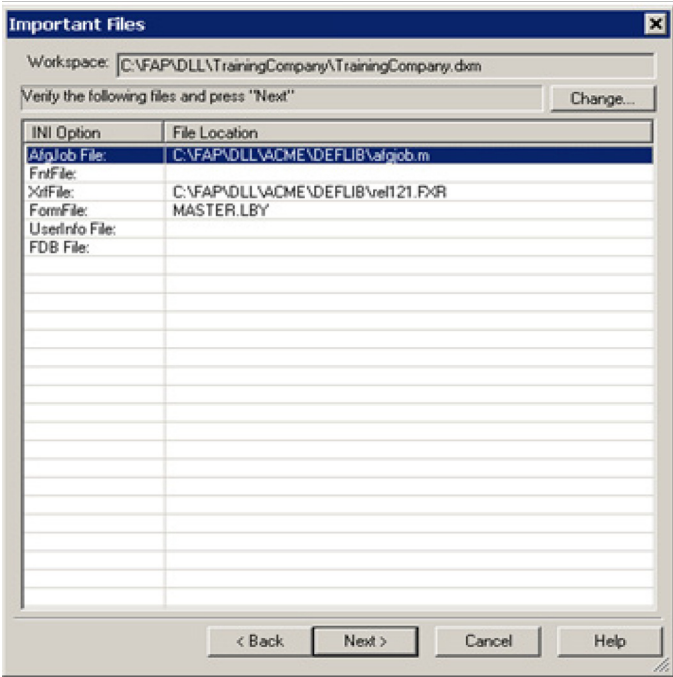 Important Files
Workspace: C:\FAP\DLL\TrainingCompany\TrainingCompany.dxm
Verify the following files and press "Next" Change...
INI Option File Location
AfgJob File: C:\FAP\DLL\ACME\DEFLIB\afgjob.m
FntFile:
XrfFile: C:\FAP\DLL\ACME\DEFLIB\rel121.FXR
FormFile: MASTER.LBY
UserInfo File:
FDB File:
< Back Next > Cancel Help